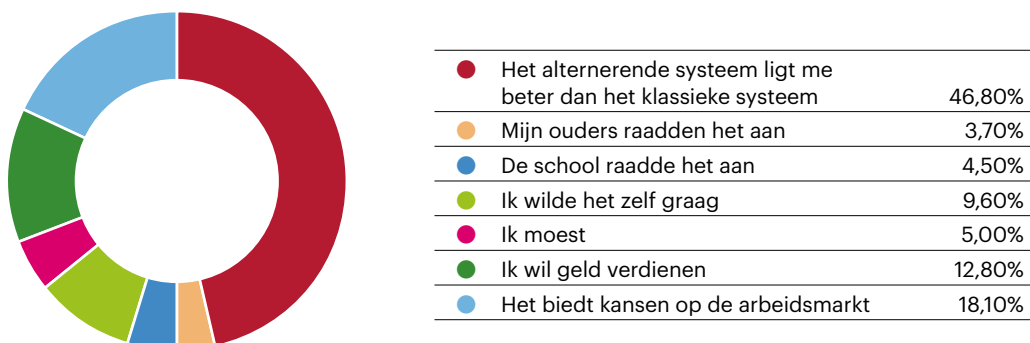 Het alternerende systeem ligt me
beter dan het klassieke systeem 46,80%
Mijn ouders raadden het aan 3,70%
De school raadde het aan 4,50%
Ik wilde het zelf graag 9,60%
Ik moest 5,00%
Ik wil geld verdienen 12,80%
Het biedt kansen op de arbeidsmarkt 18,10%